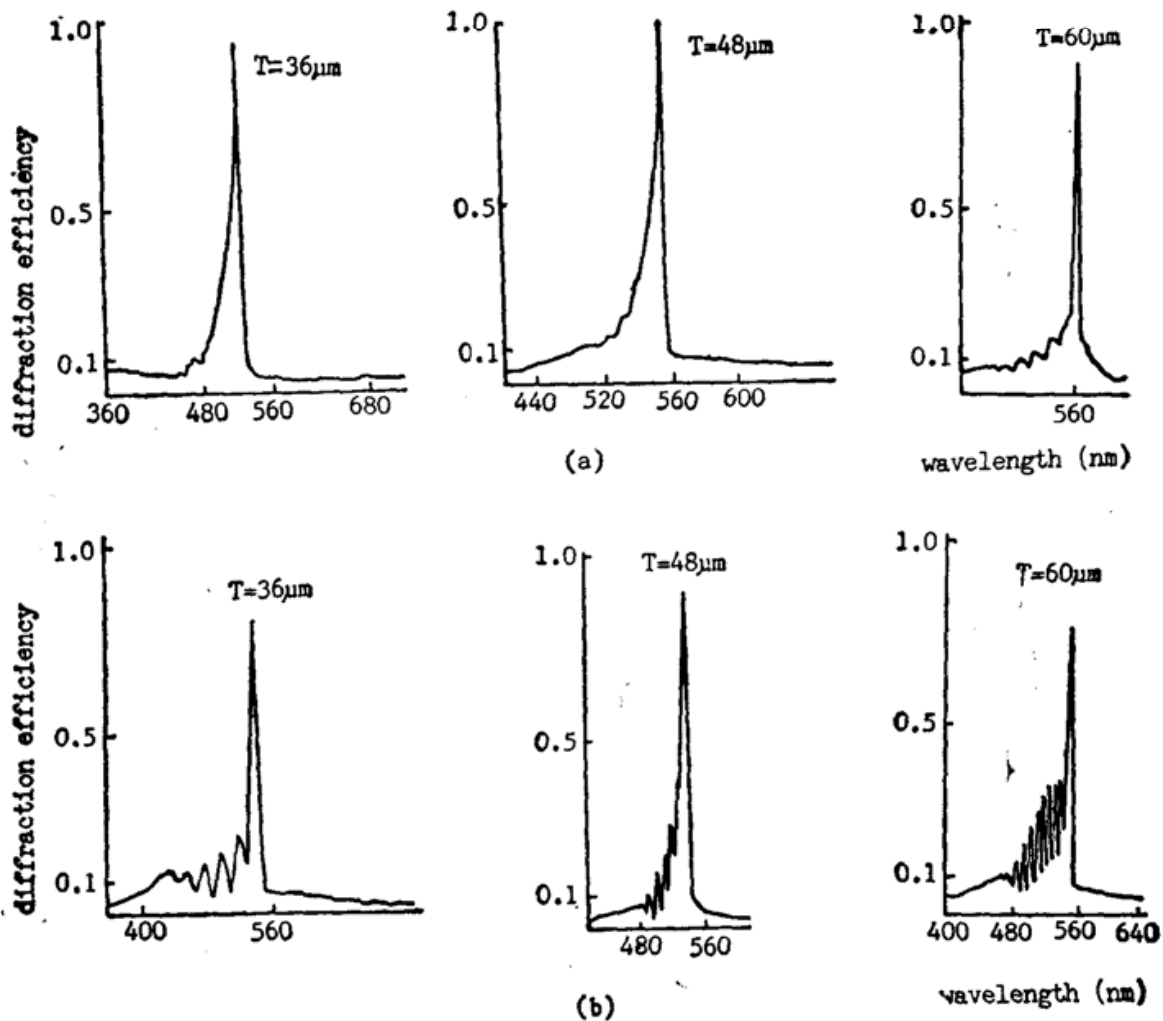 1.0
T=36µm
0.5
0.1
360 480 560 680
diffraction efficiency
1.0
T=48µm
0.5
0.1
440 520 560 600
(a)
1.0
T=60µm
0.5
0.1
560
wavelength (nm)
1.0
T=36µm
0.5
0.1
400 560
diffraction efficiency
1.0
T=48µm
0.5
0.1
480 560
(b)
1.0
T=60µm
0.5
0.1
400 480 560 640
wavelength (nm)